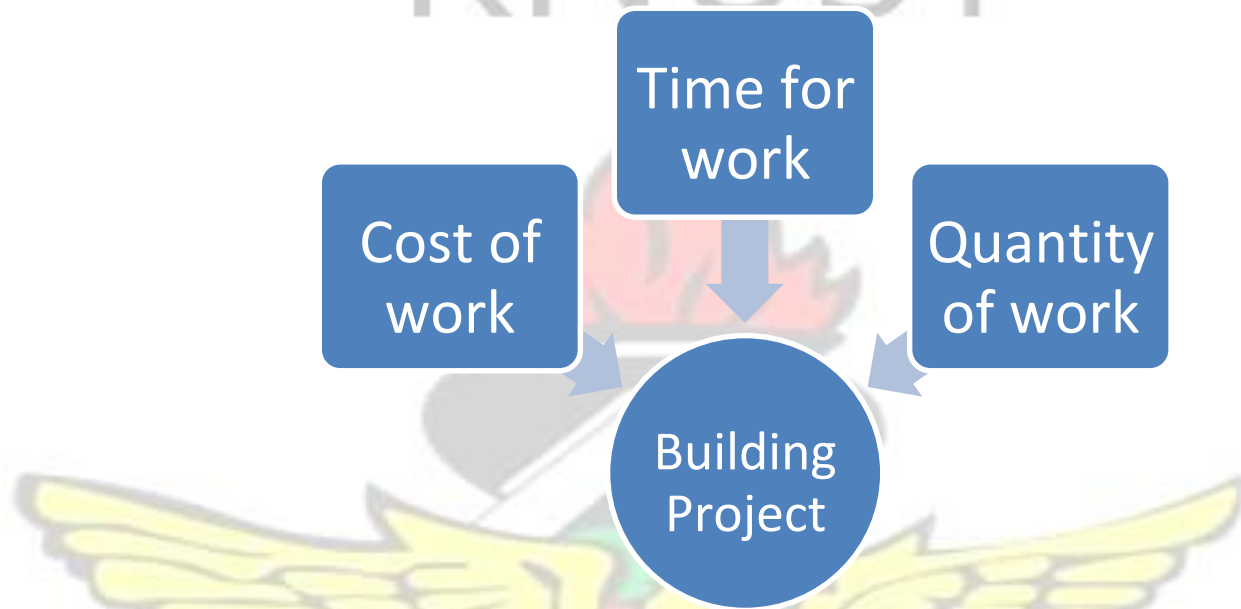 Time for
work
Cost of
work
Quantity
of work
Building
Project